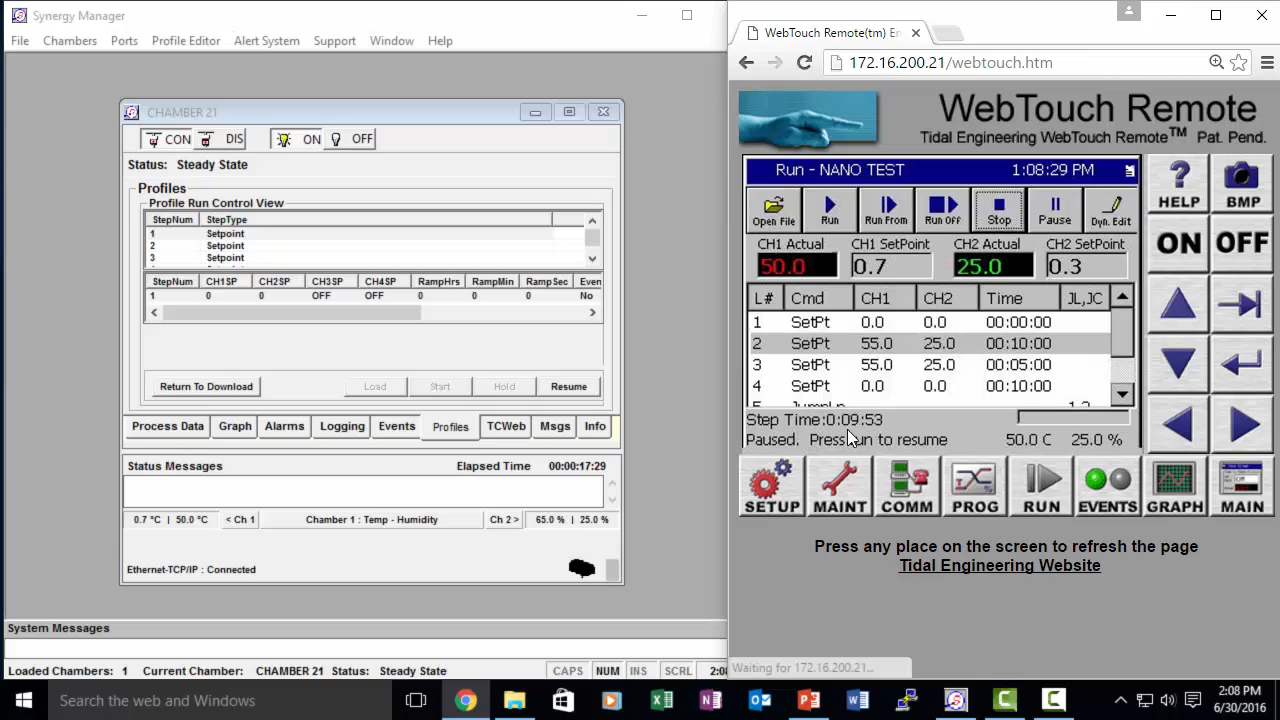 Synergy Manager
File Chambers Ports Profile Editor Alert System Support Window Help
CHAMBER 21
CON DIS ON OFF
Status: Steady State
Profiles
Profile Run Control View
StepNum StepType
1 Setpoint
2 Setpoint
3 Setpoint
StepNum CH1SP CH2SP CH3SP CH4SP RampHrs RampMin RampSec Even
1 0 0 OFF OFF 0 0 0 No
Return To Download Load Start Hold Resume
Process Data Graph Alarms Logging Events Profiles TCWeb Msgs Info
Status Messages Elapsed Time 00:00:17:29
0.7 °C | 50.0 °C < Ch 1 Chamber 1 : Temp - Humidity Ch 2 > 65.0 % | 25.0 %
Ethernet-TCP/IP : Connected
System Messages
Loaded Chambers: 1 Current Chamber: CHAMBER 21 Status: Steady State CAPS NUM INS SCRL 2:08
WebTouch Remote(tm) En
172.16.200.21/webtouch.htm
WebTouch Remote
Tidal Engineering WebTouch Remote™ Pat. Pend.
Run - NANO TEST 1:08:29 PM
Open File Run Run From Run Off Stop Pause Dyn. Edit
CH1 Actual CH1 SetPoint CH2 Actual CH2 SetPoint
50.0 0.7 25.0 0.3
L# Cmd CH1 CH2 Time JL,JC
1 SetPt 0.0 0.0 00:00:00
2 SetPt 55.0 25.0 00:10:00
3 SetPt 55.0 25.0 00:05:00
4 SetPt 0.0 0.0 00:10:00
Step Time:0:09:53
Paused. Press un to resume 50.0 C 25.0 %
HELP BMP
ON OFF
SETUP MAINT COMM PROG RUN EVENTS GRAPH MAIN
Press any place on the screen to refresh the page
Tidal Engineering Website
Waiting for 172.16.200.21...
Search the web and Windows
2:08 PM
6/30/2016